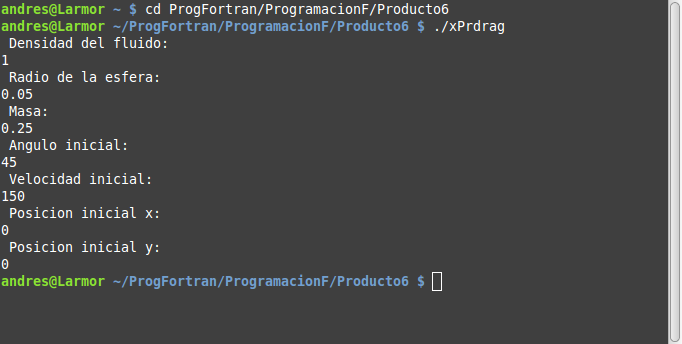 andres@Larmor ~ $ cd ProgFortran/ProgramacionF/Producto6
andres@Larmor ~/ProgFortran/ProgramacionF/Producto6 $ ./xPrdrag
Densidad del fluido:
1
Radio de la esfera:
0.05
Masa:
0.25
Angulo inicial:
45
Velocidad inicial:
150
Posicion inicial x:
0
Posicion inicial y:
0
andres@Larmor ~/ProgFortran/ProgramacionF/Producto6 $